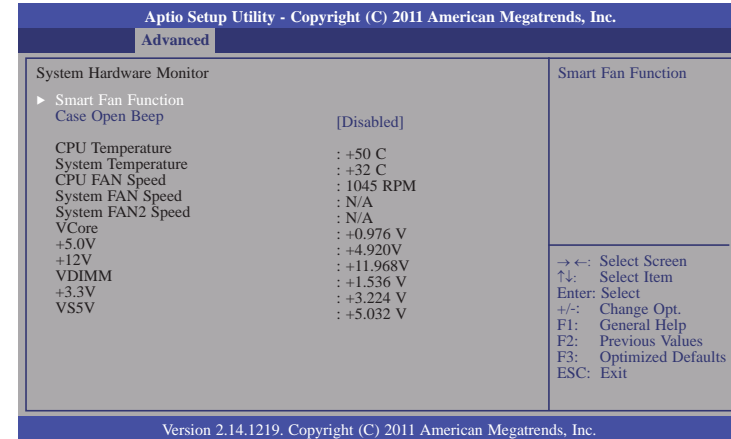 Aptio Setup Utility - Copyright (C) 2011 American Megatrends, Inc.
Advanced
System Hardware Monitor
▶ Smart Fan Function
Case Open Beep [Disabled]
CPU Temperature : +50 C
System Temperature : +32 C
CPU FAN Speed : 1045 RPM
System FAN Speed : N/A
System FAN2 Speed : N/A
VCore : +0.976 V
+5.0V : +4.920V
+12V : +11.968V
VDIMM : +1.536 V
+3.3V : +3.224 V
VS5V : +5.032 V
Smart Fan Function
→←: Select Screen
↑↓: Select Item
Enter: Select
+/-: Change Opt.
F1: General Help
F2: Previous Values
F3: Optimized Defaults
ESC: Exit
Version 2.14.1219. Copyright (C) 2011 American Megatrends, Inc.